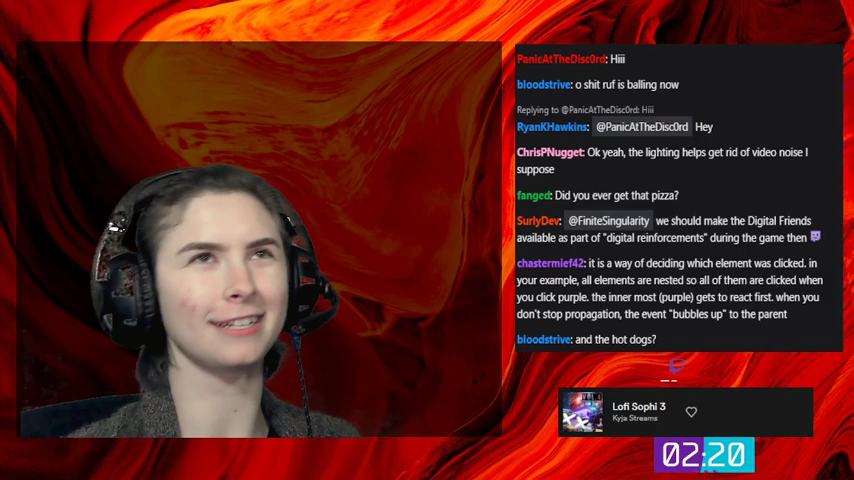 PanicAtTheDisc0rd: Hiii
bloodstrive: o shit ruf is balling now
Replying to @PanicAtTheDisc0rd: Hiii
RyanKHawkins: @PanicAtTheDisc0rd Hey
ChrisPNugget: Ok yeah, the lighting helps get rid of video noise I
suppose
fanged: Did you ever get that pizza?
SurlyDev: @FiniteSingularity we should make the Digital Friends
available as part of "digital reinforcements" during the game then
chastermief42: it is a way of deciding which element was clicked. in
your example, all elements are nested so all of them are clicked when
you click purple. the inner most (purple) gets to react first. when you
don't stop propagation, the event "bubbles up" to the parent
bloodstrive: and the hot dogs?
Lofi Sophi 3
Kyja Streams
02:20